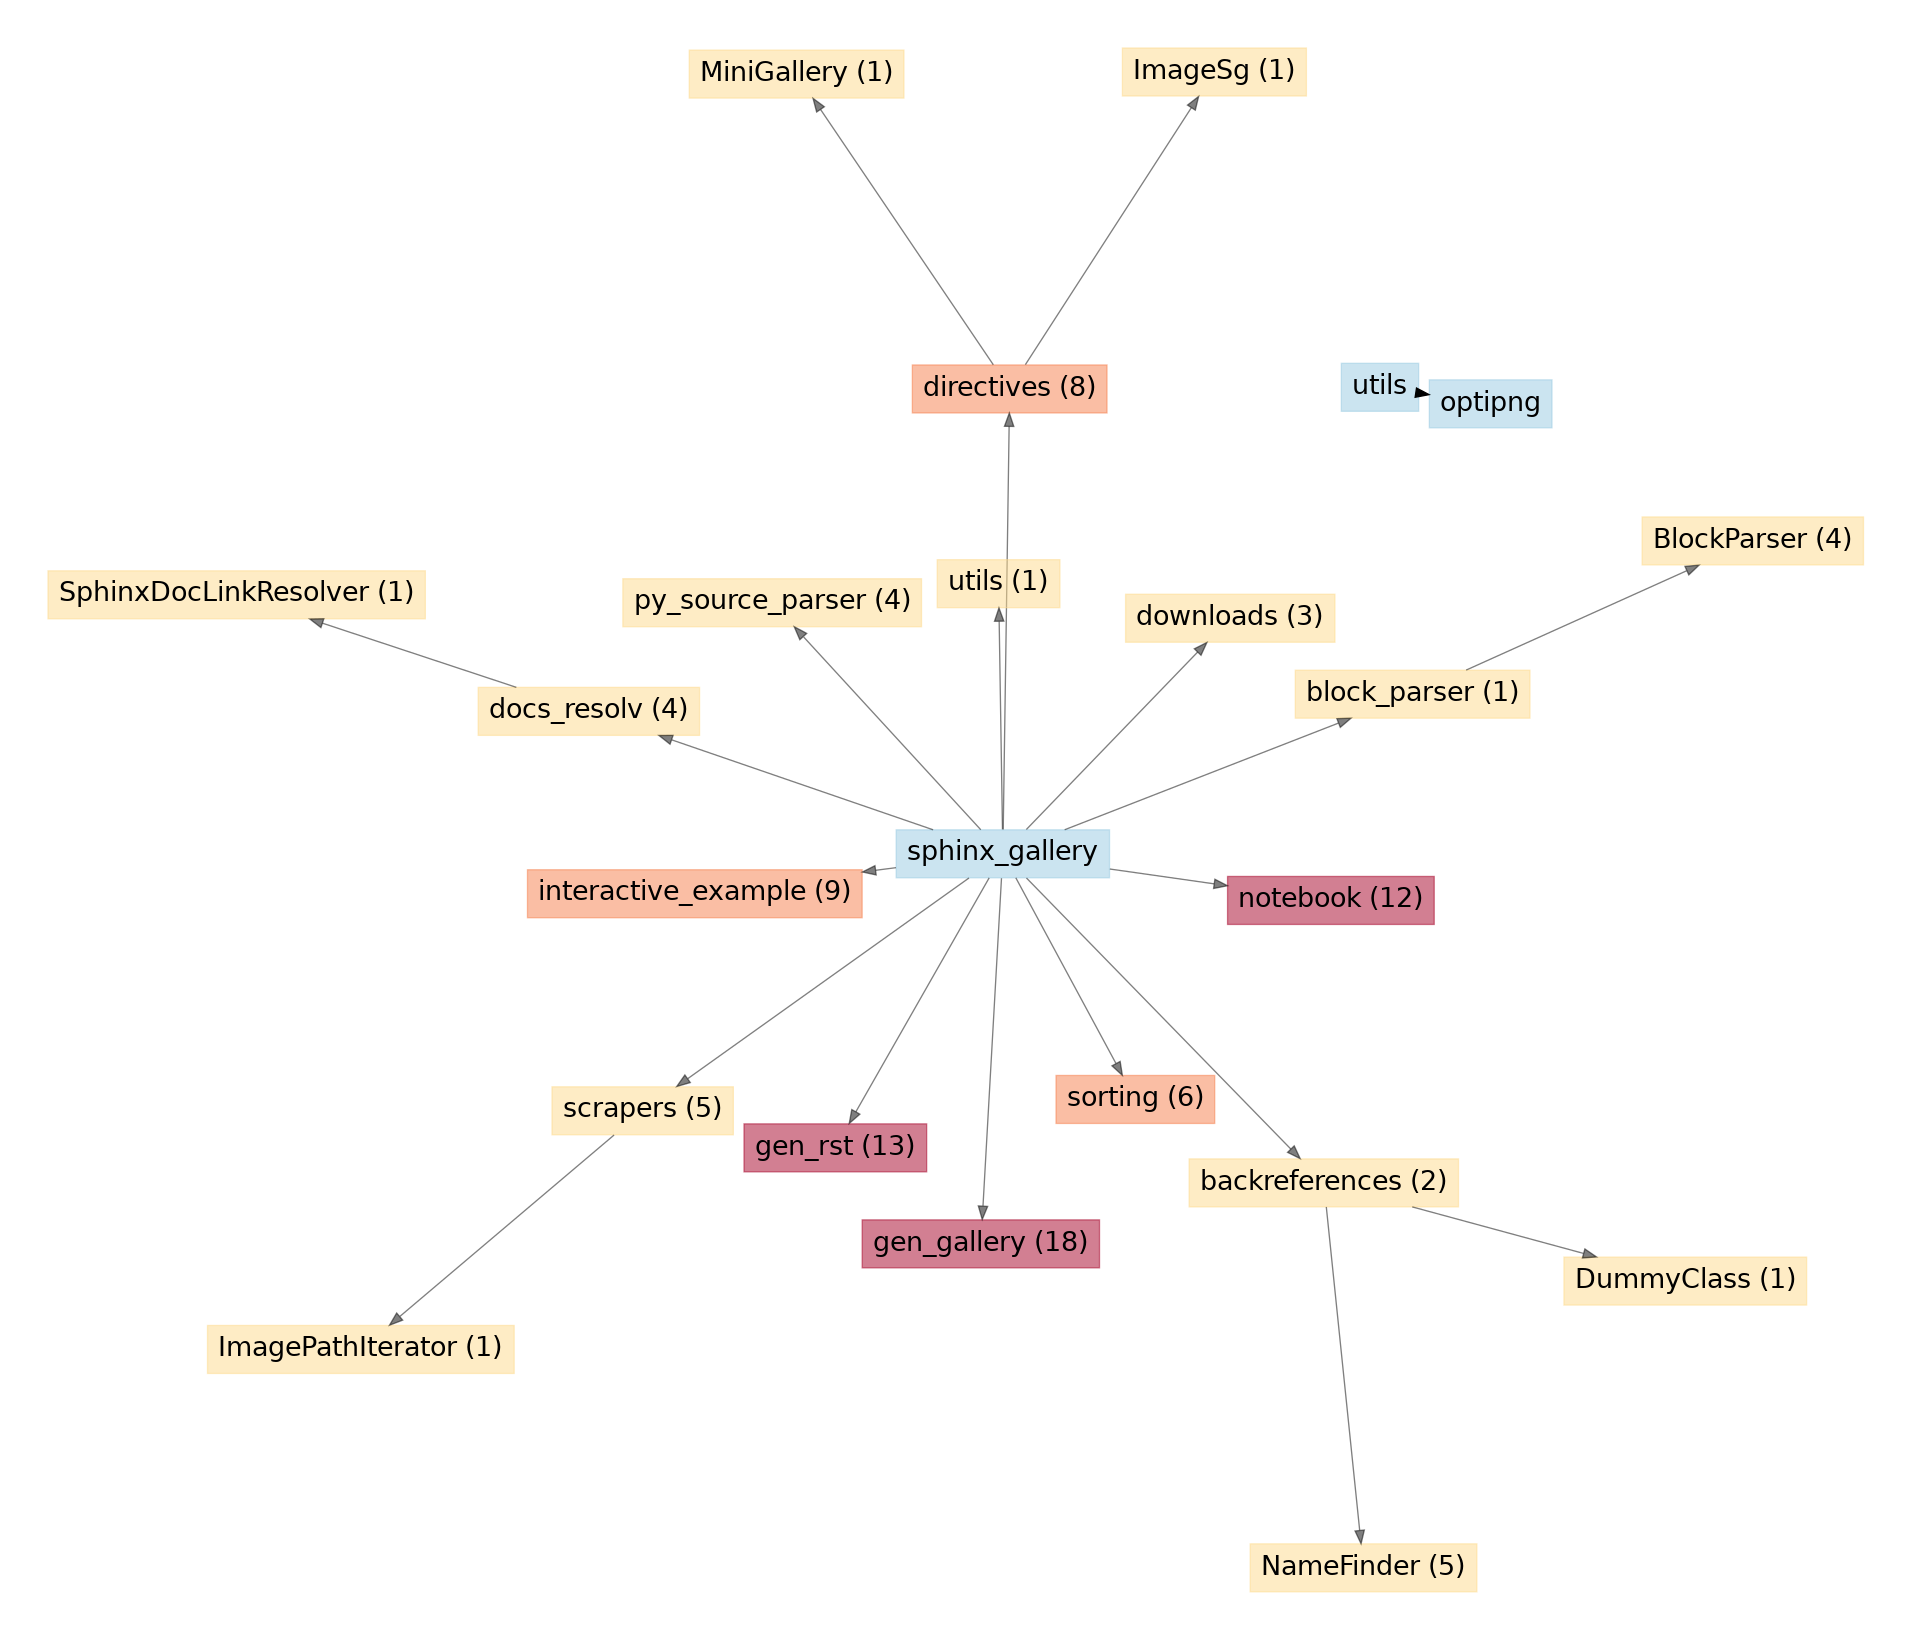 MiniGallery (1)
ImageSg (1)
directives (8)
utils
optipng
BlockParser (4)
SphinxDocLinkResolver (1)
py_source_parser (4)
utils (1)
downloads (3)
block_parser (1)
docs_resolv (4)
sphinx_gallery
interactive_example (9)
notebook (12)
scrapers (5)
sorting (6)
gen_rst (13)
backreferences (2)
gen_gallery (18)
DummyClass (1)
ImagePathIterator (1)
NameFinder (5)